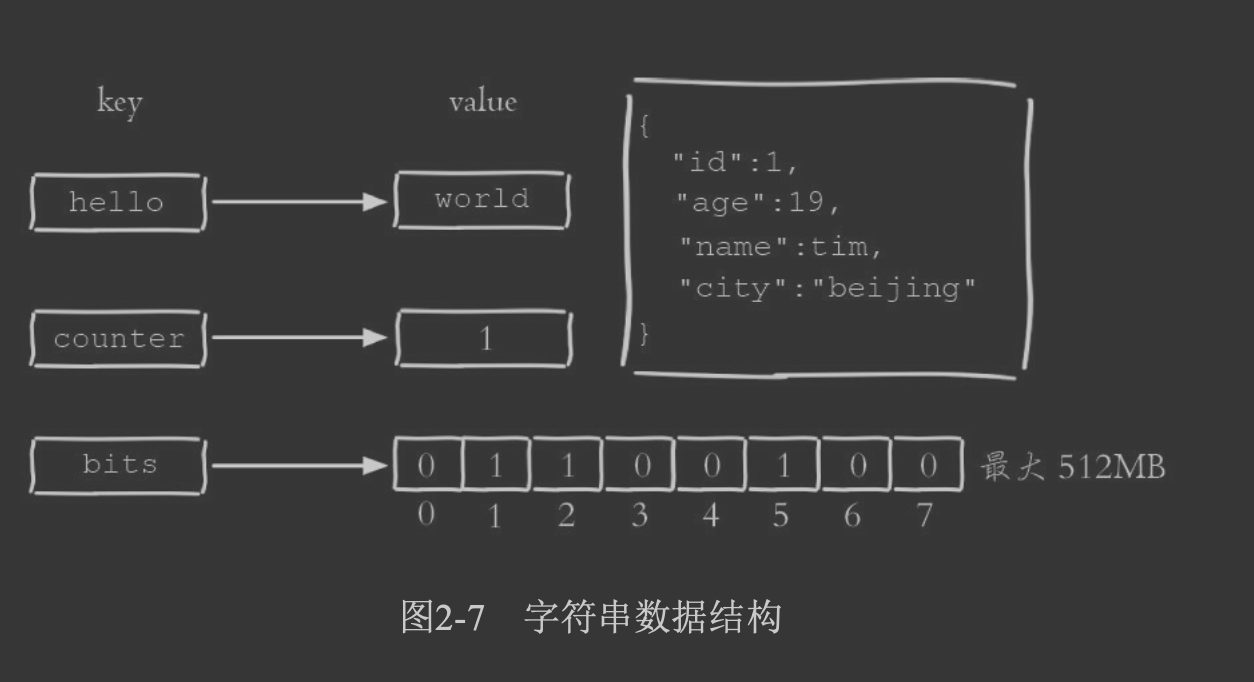 key value
hello world
counter 1
bits 0 1 1 0 0 1 0 0 最大 512MB
0 1 2 3 4 5 6 7
{
"id":1,
"age":19,
"name":tim,
"city":"beijing"
}
图2-7 字符串数据结构